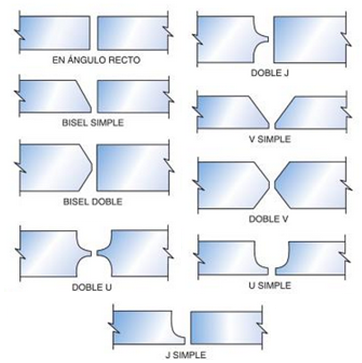 EN ÁNGULO RECTO
DOBLE J
BISEL SIMPLE
V SIMPLE
BISEL DOBLE
DOBLE V
DOBLE U
U SIMPLE
J SIMPLE